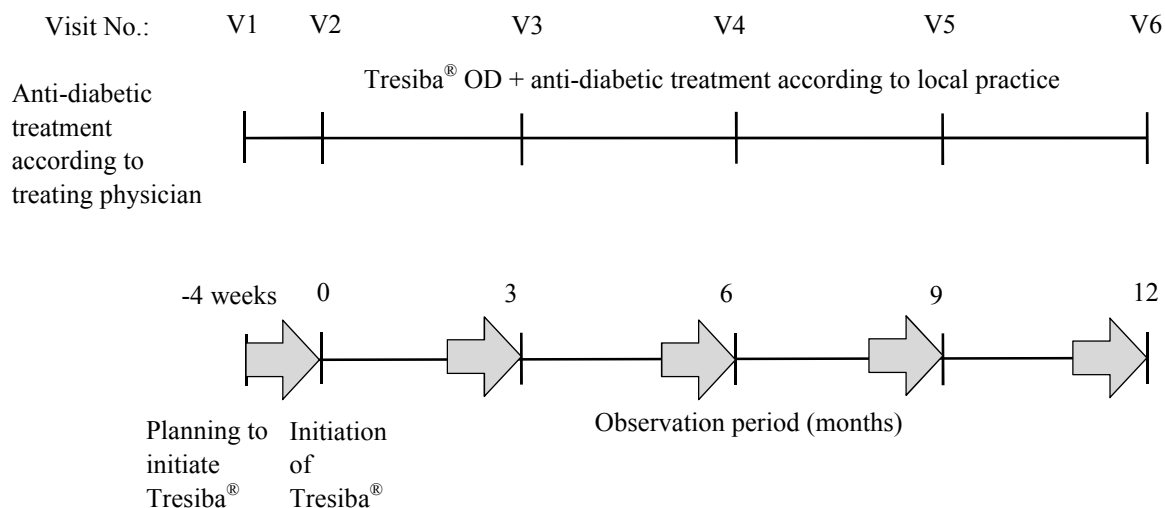 Visit No.: V1 V2 V3 V4 V5 V6
Tresiba® OD + anti-diabetic treatment according to local practice
Anti-diabetic
treatment
according to
treating physician
-4 weeks 0 3 6 9 12
Planning to
initiate
Tresiba®
Initiation
of
Tresiba®
Observation period (months)